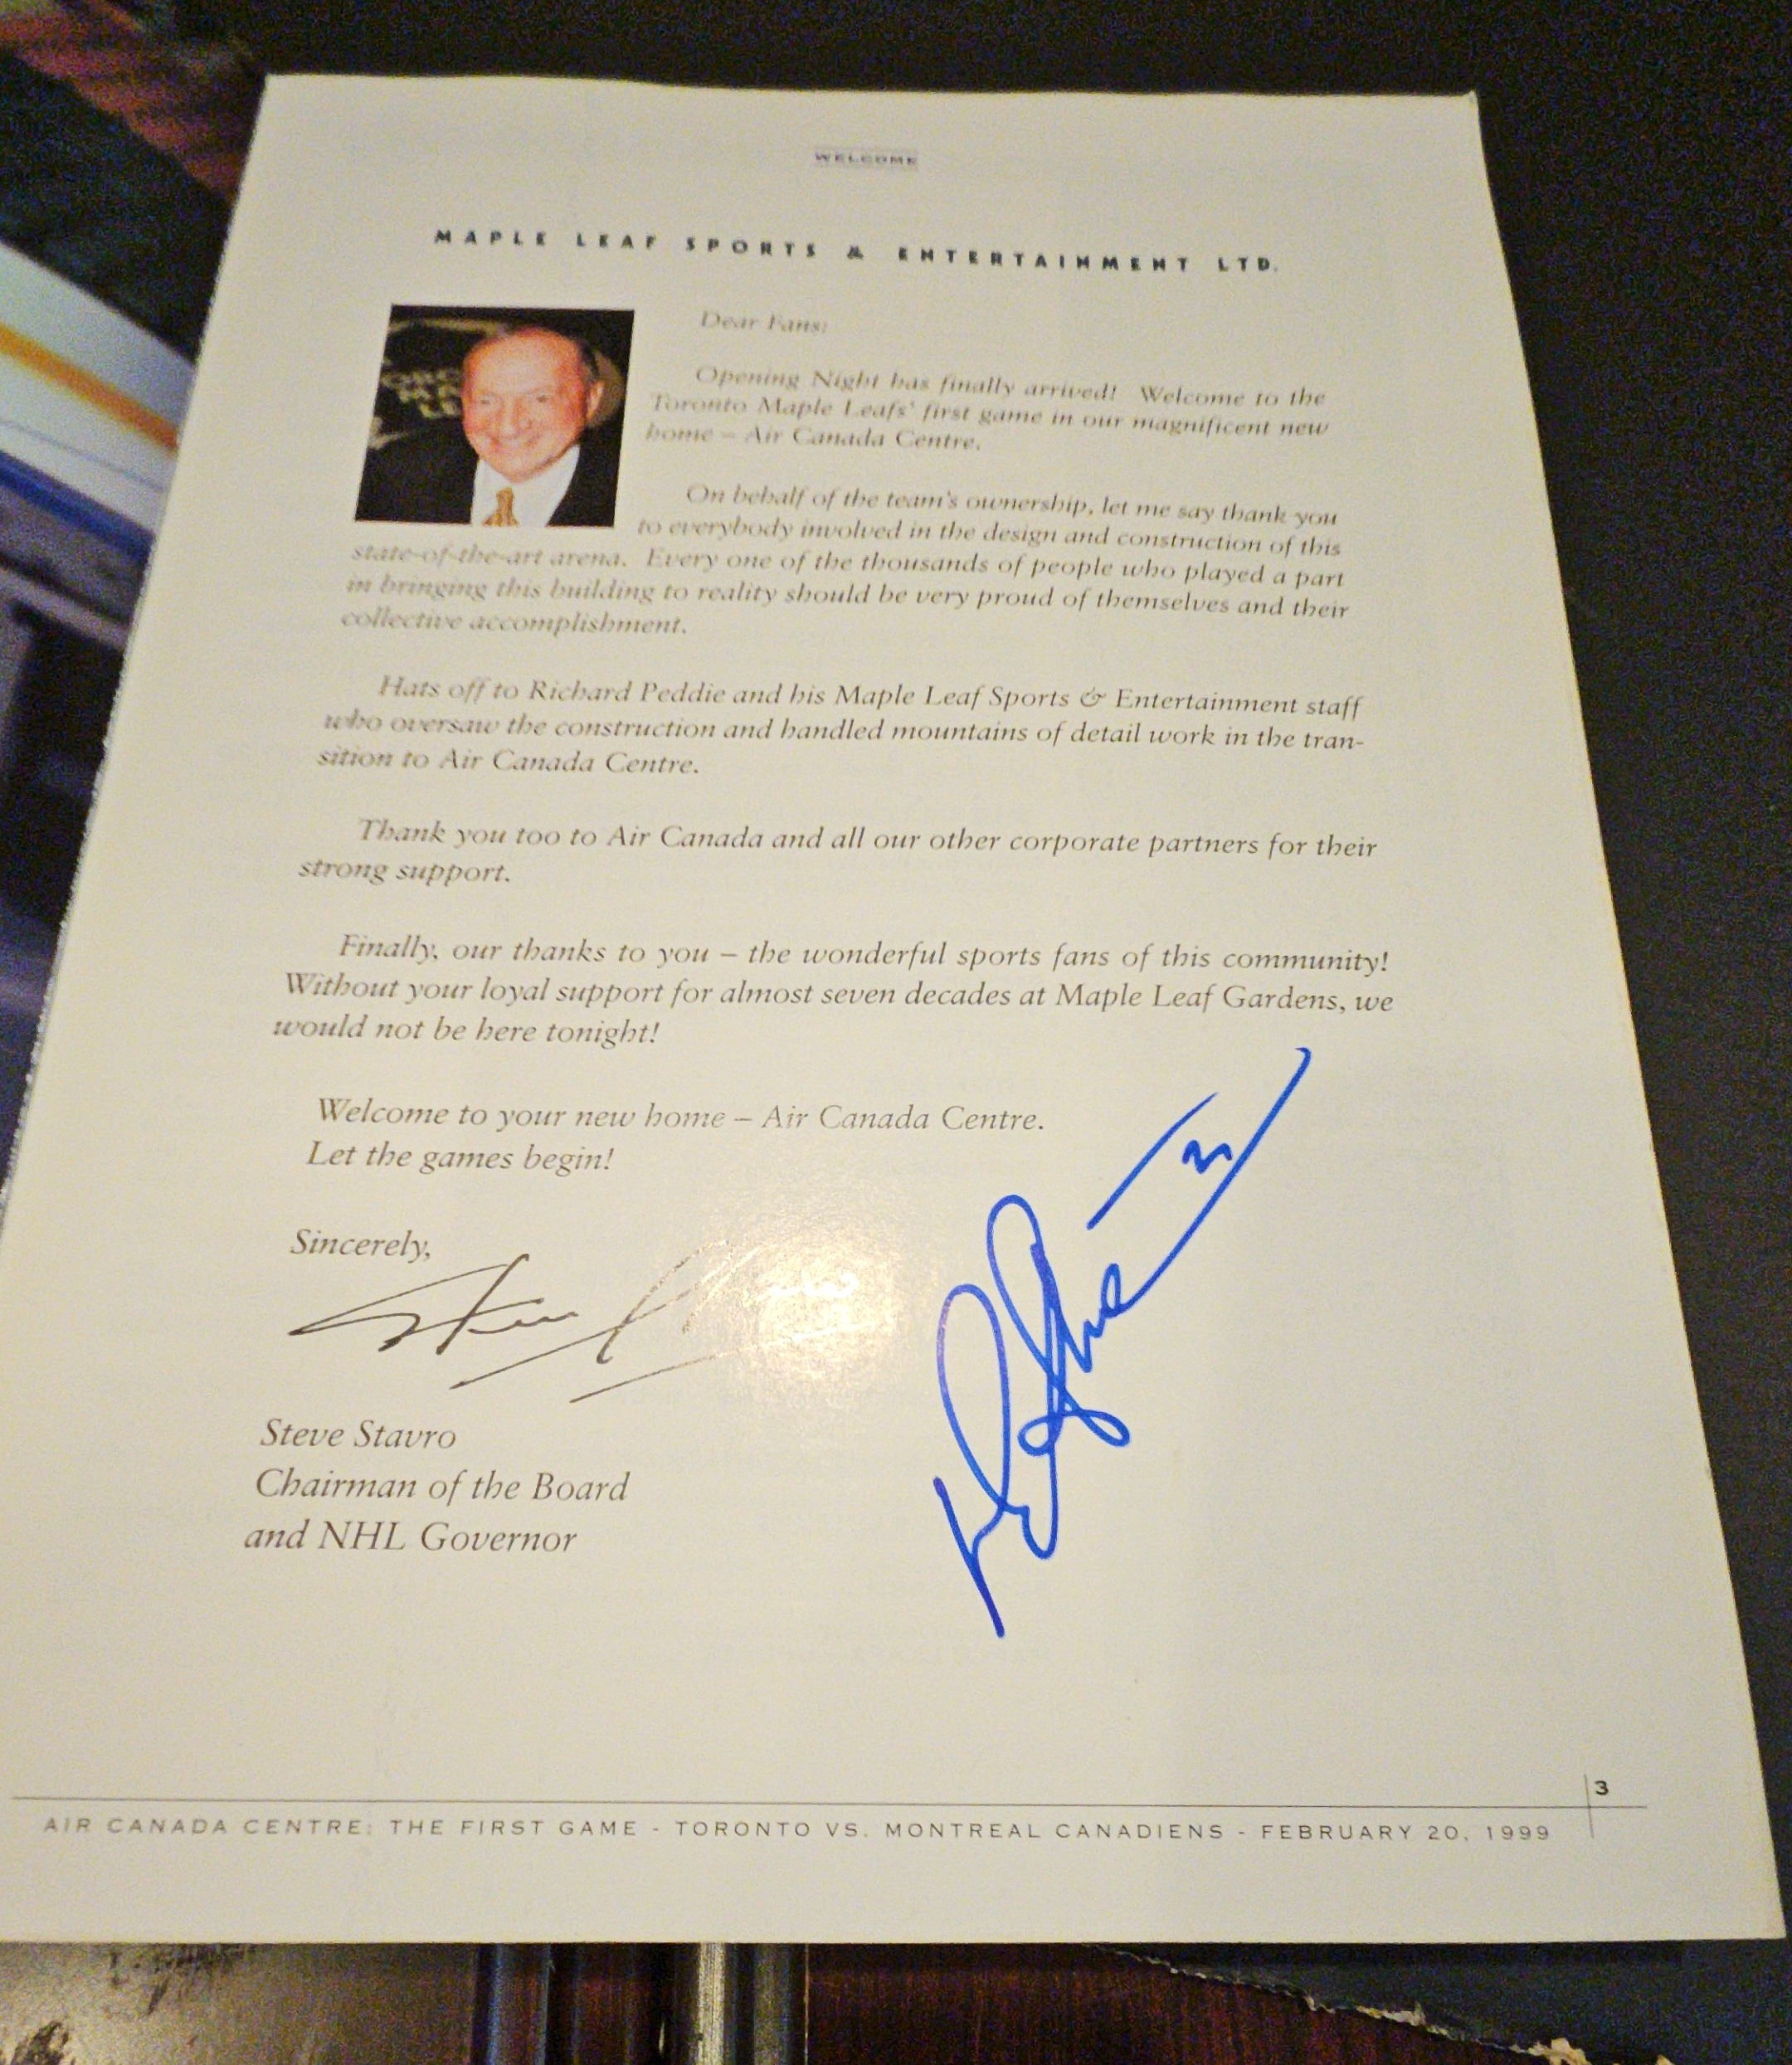 WELCOME
MAPLE LEAF SPORTS & ENTERTAINMENT LTD.
Dear Fans:
Opening Night has finally arrived! Welcome to the
Toronto Maple Leafs' first game in our magnificent new
home – Air Canada Centre.
On behalf of the team's ownership, let me say thank you
to everybody involved in the design and construction of this
state-of-the-art arena. Every one of the thousands of people who played a part
in bringing this building to reality should be very proud of themselves and their
collective accomplishment.
Hats off to Richard Peddie and his Maple Leaf Sports & Entertainment staff
who oversaw the construction and handled mountains of detail work in the tran-
sition to Air Canada Centre.
Thank you too to Air Canada and all our other corporate partners for their
strong support.
Finally, our thanks to you – the wonderful sports fans of this community!
Without your loyal support for almost seven decades at Maple Leaf Gardens, we
would not be here tonight!
Welcome to your new home – Air Canada Centre.
Let the games begin!
Sincerely,
Steve Stavro
Chairman of the Board
and NHL Governor
3
AIR CANADA CENTRE: THE FIRST GAME - TORONTO VS. MONTREAL CANADIENS - FEBRUARY 20, 1999